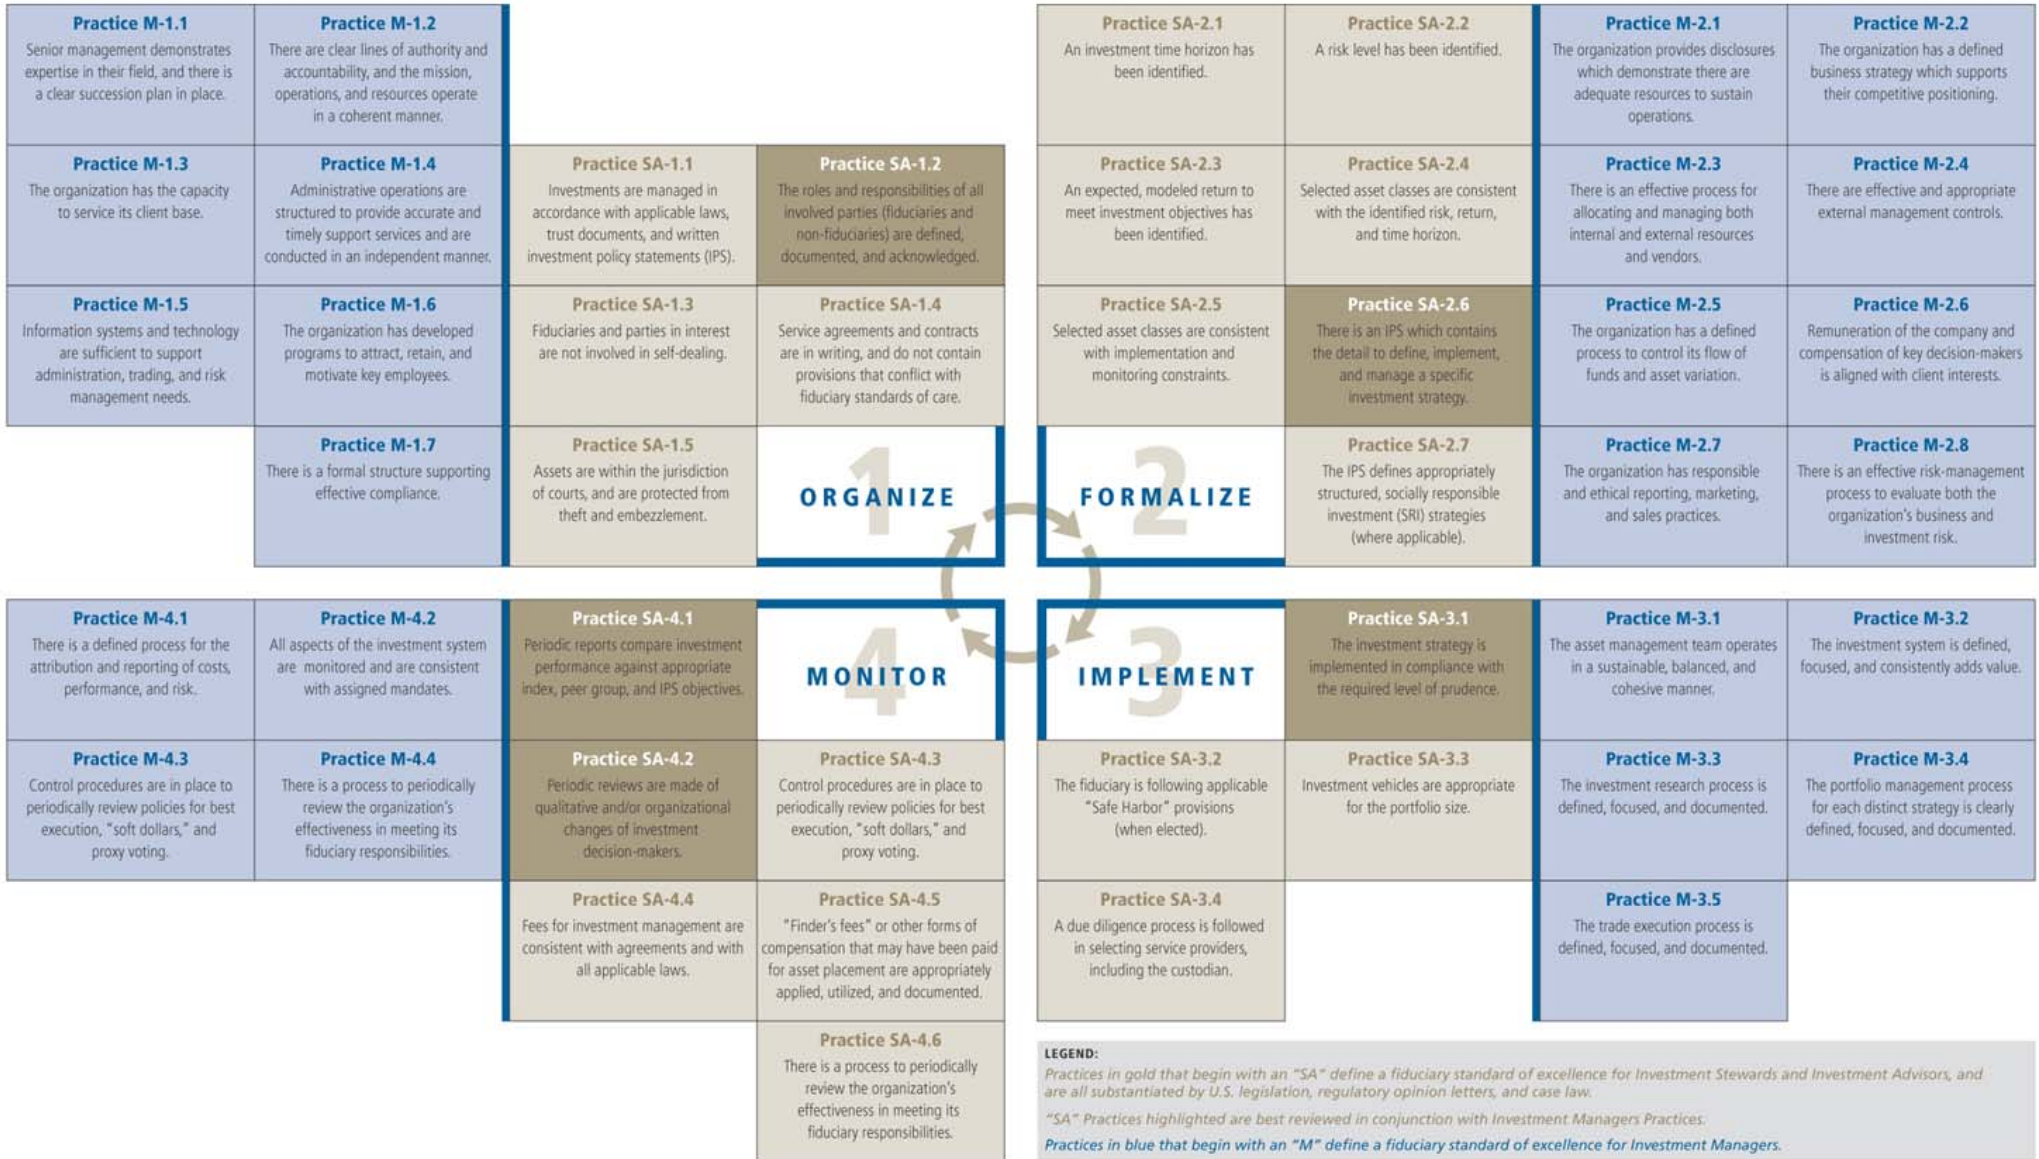 Practice M-1.1
Senior management demonstrates
expertise in their field, and there is
a clear succession plan in place.
Practice M-1.2
There are clear lines of authority and
accountability, and the mission,
operations, and resources operate
in a coherent manner.
Practice M-1.3
The organization has the capacity
to service its client base.
Practice M-1.4
Administrative operations are
structured to provide accurate and
timely support services and are
conducted in an independent manner.
Practice SA-1.1
Investments are managed in
accordance with applicable laws,
trust documents, and written
investment policy statements (IPS).
Practice SA-1.2
The roles and responsibilities of all
involved parties (fiduciaries and
non-fiduciaries) are defined,
documented, and acknowledged.
Practice M-1.5
Information systems and technology
are sufficient to support
administration, trading, and risk
management needs.
Practice M-1.6
The organization has developed
programs to attract, retain, and
motivate key employees.
Practice SA-1.3
Fiduciaries and parties in interest
are not involved in self-dealing.
Practice SA-1.4
Service agreements and contracts
are in writing, and do not contain
provisions that conflict with
fiduciary standards of care.
Practice M-1.7
There is a formal structure supporting
effective compliance.
Practice SA-1.5
Assets are within the jurisdiction
of courts, and are protected from
theft and embezzlement.
1
ORGANIZE
Practice SA-2.1
An investment time horizon has
been identified.
Practice SA-2.2
A risk level has been identified.
Practice M-2.1
The organization provides disclosures
which demonstrate there are
adequate resources to sustain
operations.
Practice M-2.2
The organization has a defined
business strategy which supports
their competitive positioning.
Practice SA-2.3
An expected, modeled return to
meet investment objectives has
been identified.
Practice SA-2.4
Selected asset classes are consistent
with the identified risk, return,
and time horizon.
Practice M-2.3
There is an effective process for
allocating and managing both
internal and external resources
and vendors.
Practice M-2.4
There are effective and appropriate
external management controls.
Practice SA-2.5
Selected asset classes are consistent
with implementation and
monitoring constraints.
Practice SA-2.6
There is an IPS which contains
the detail to define, implement,
and manage a specific
investment strategy.
Practice M-2.5
The organization has a defined
process to control its flow of
funds and asset variation.
Practice M-2.6
Remuneration of the company and
compensation of key decision-makers
is aligned with client interests.
2
FORMALIZE
Practice SA-2.7
The IPS defines appropriately
structured, socially responsible
investment (SRI) strategies
(where applicable).
Practice M-2.7
The organization has responsible
and ethical reporting, marketing,
and sales practices.
Practice M-2.8
There is an effective risk-management
process to evaluate both the
organization's business and
investment risk.
Practice M-4.1
There is a defined process for the
attribution and reporting of costs,
performance, and risk.
Practice M-4.2
All aspects of the investment system
are monitored and are consistent
with assigned mandates.
Practice SA-4.1
Periodic reports compare investment
performance against appropriate
index, peer group, and IPS objectives.
4
MONITOR
Practice M-4.3
Control procedures are in place to
periodically review policies for best
execution, "soft dollars," and
proxy voting.
Practice M-4.4
There is a process to periodically
review the organization's
effectiveness in meeting its
fiduciary responsibilities.
Practice SA-4.2
Periodic reviews are made of
qualitative and/or organizational
changes of investment
decision-makers.
Practice SA-4.3
Control procedures are in place to
periodically review policies for best
execution, "soft dollars," and
proxy voting.
Practice SA-4.4
Fees for investment management are
consistent with agreements and with
all applicable laws.
Practice SA-4.5
"Finder's fees" or other forms of
compensation that may have been paid
for asset placement are appropriately
applied, utilized, and documented.
Practice SA-4.6
There is a process to periodically
review the organization's
effectiveness in meeting its
fiduciary responsibilities.
3
IMPLEMENT
Practice SA-3.1
The investment strategy is
implemented in compliance with
the required level of prudence.
Practice M-3.1
The asset management team operates
in a sustainable, balanced, and
cohesive manner.
Practice M-3.2
The investment system is defined,
focused, and consistently adds value.
Practice SA-3.2
The fiduciary is following applicable
"Safe Harbor" provisions
(when elected).
Practice SA-3.3
Investment vehicles are appropriate
for the portfolio size.
Practice M-3.3
The investment research process is
defined, focused, and documented.
Practice M-3.4
The portfolio management process
for each distinct strategy is clearly
defined, focused, and documented.
Practice SA-3.4
A due diligence process is followed
in selecting service providers,
including the custodian.
Practice M-3.5
The trade execution process is
defined, focused, and documented.
LEGEND:
Practices in gold that begin with an "SA" define a fiduciary standard of excellence for Investment Stewards and Investment Advisors, and
are all substantiated by U.S. legislation, regulatory opinion letters, and case law.
"SA" Practices highlighted are best reviewed in conjunction with Investment Managers Practices.
Practices in blue that begin with an "M" define a fiduciary standard of excellence for Investment Managers.